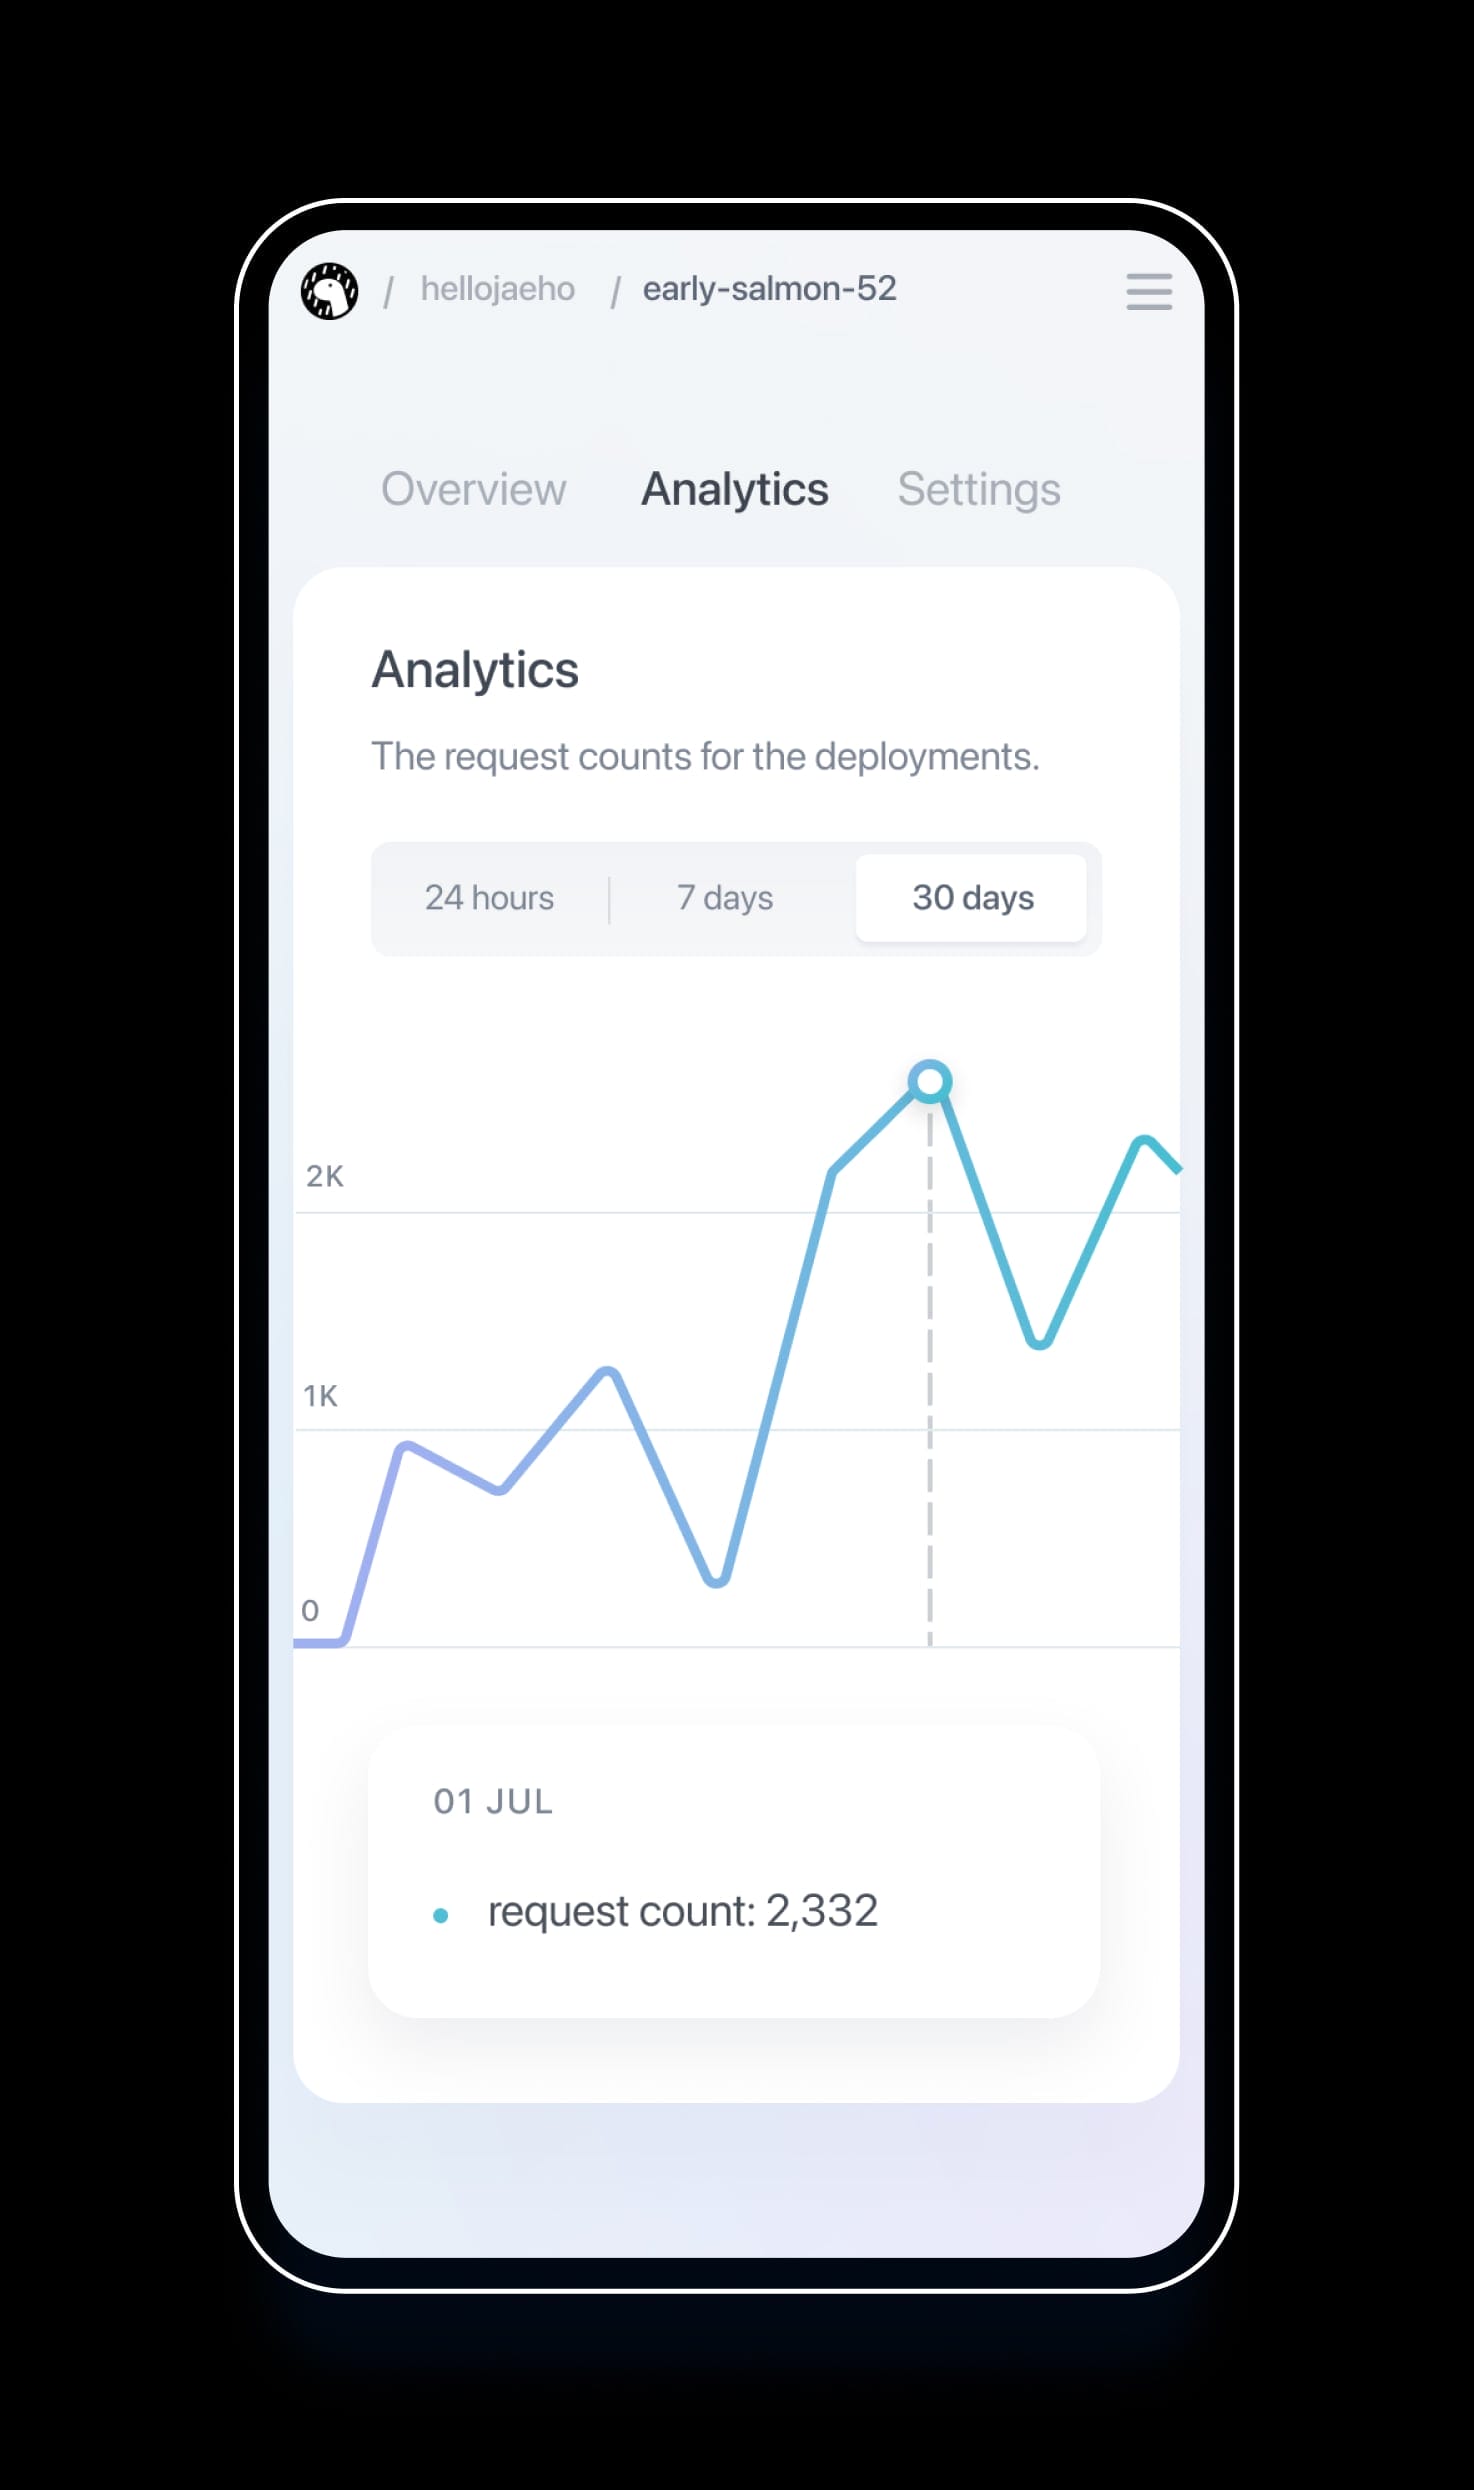 / hellojaeho / early-salmon-52
Overview Analytics Settings
Analytics
The request counts for the deployments.
24 hours 7 days 30 days
2K
1K
0
01 JUL
request count: 2,332